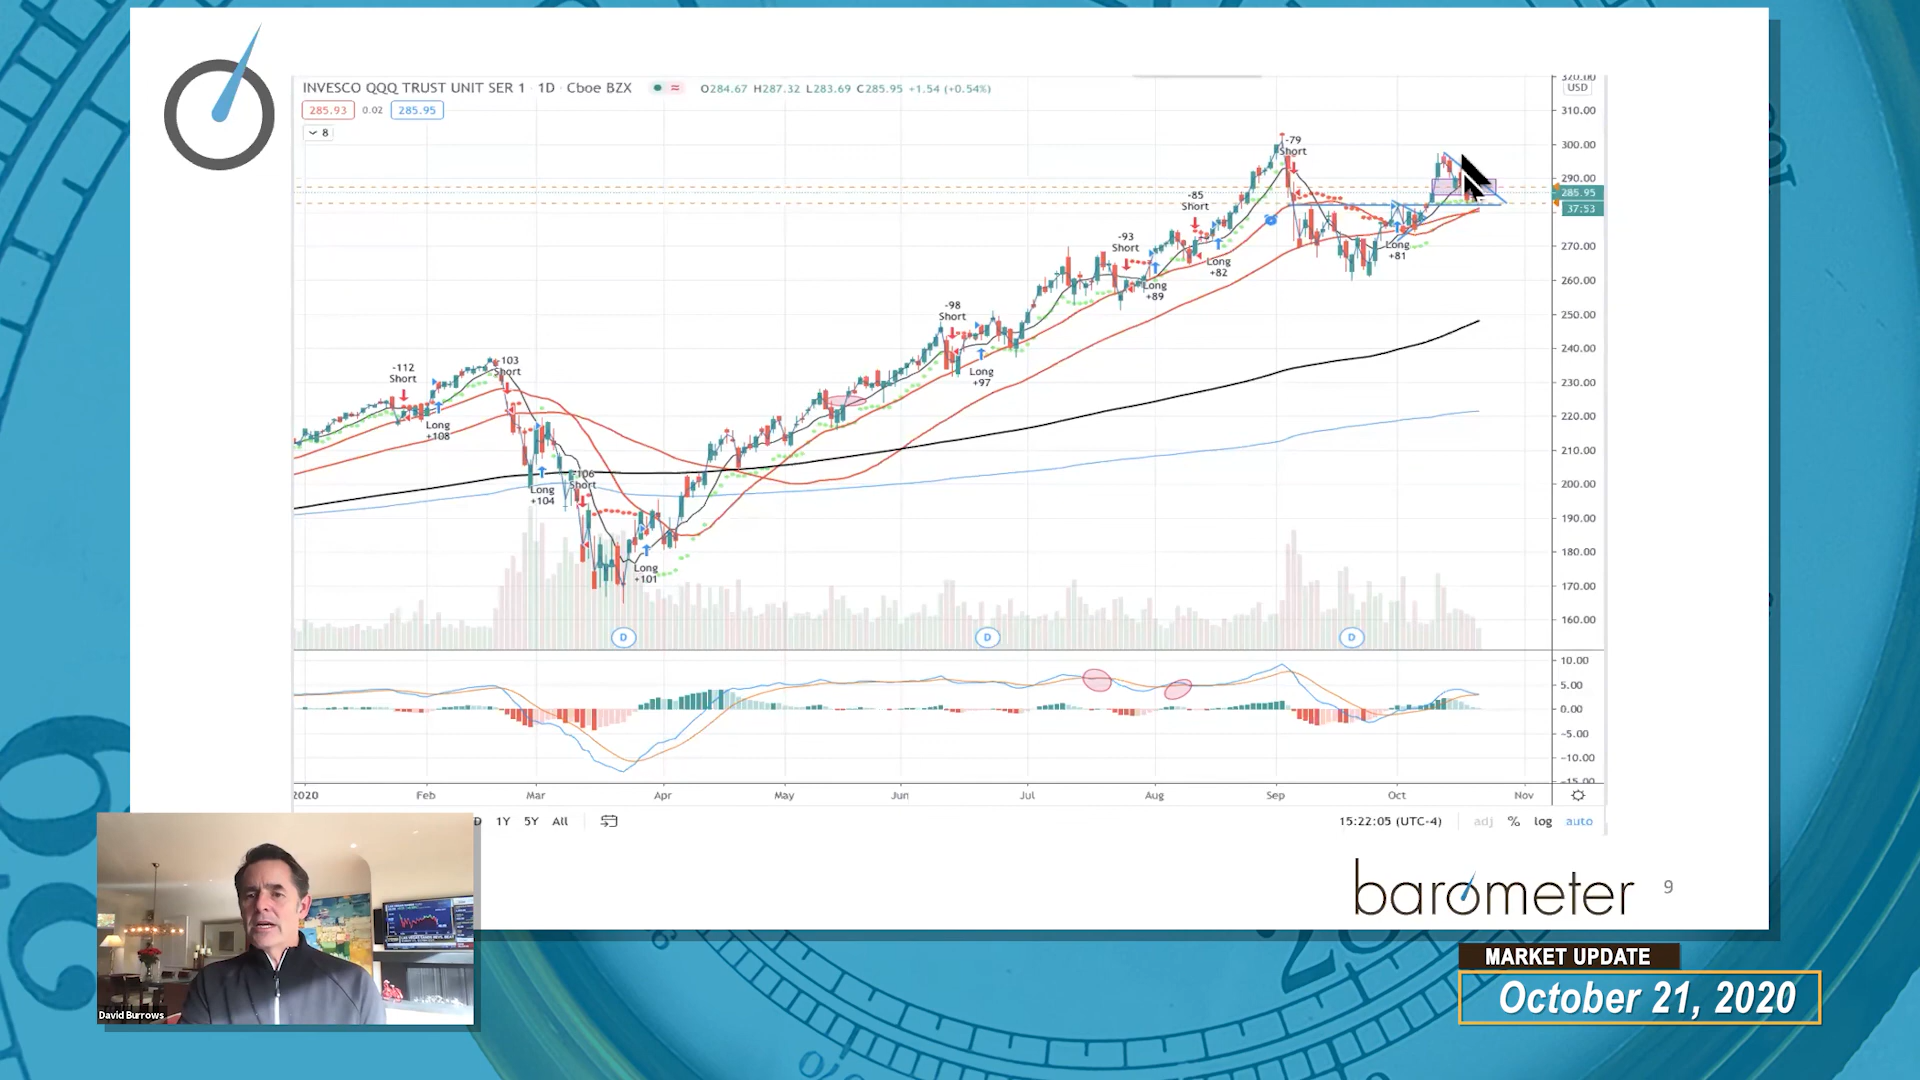 INVESCO QQQ TRUST UNIT SER 1 1D · Cboe BZX O284.67 H287.32 L283.69 C285.95 +1.54 (+0.54%)
285.93 0.02 285.95
8
320.00
USD
310.00
300.00
290.00
285.95
37:53
270.00
260.00
250.00
240.00
230.00
220.00
210.00
200.00
190.00
180.00
170.00
160.00
-112
Short
Long
+108
-103
Short
Long
+104
-106
Short
Long
+101
-98
Short
Long
+97
-93
Short
Long
+89
-85
Short
Long
+82
-79
Short
Long
+81
D D D
10.00
5.00
0.00
-5.00
-10.00
-15.00
2020 Feb Mar Apr May Jun Jul Aug Sep Oct Nov
D 1Y 5Y All 15:22:05 (UTC-4) adj % log auto
barometer 9
David Burrows
MARKET UPDATE
October 21, 2020